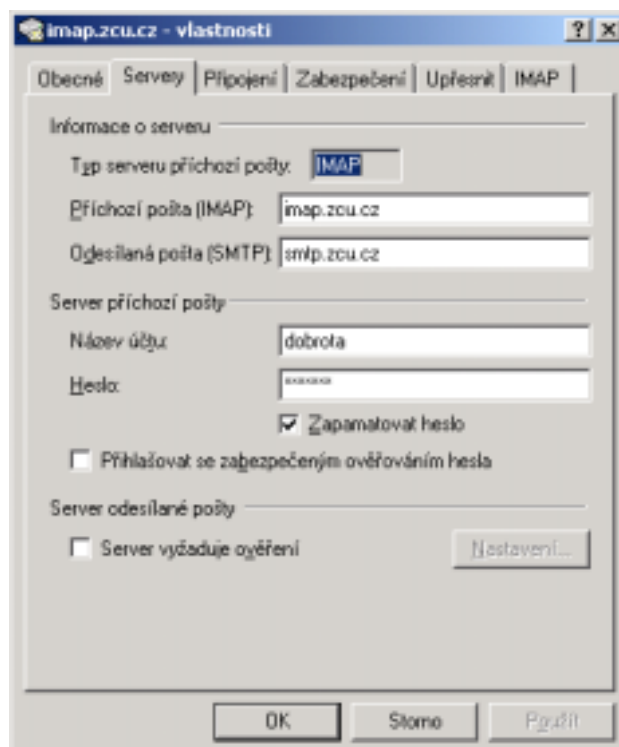 imap.zcu.cz - vlastnosti
Obecné Servery Připojení Zabezpečení Upřesnit IMAP
Informace o serveru
Typ serveru příchozí pošty: IMAP
Příchozí pošta (IMAP): imap.zcu.cz
Odesílaná pošta (SMTP): smtp.zcu.cz
Server příchozí pošty
Název účtu: dobrota
Heslo:
Zapamatovat heslo
Přihlašovat se zabezpečeným ověřováním hesla
Server odesílané pošty
Server vyžaduje ověření Nastavení...
OK Storno Použít